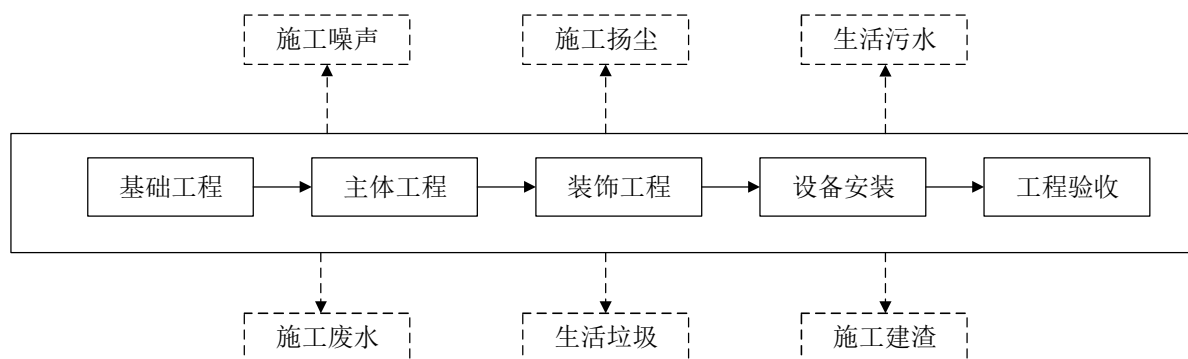 施工噪声
施工扬尘
生活污水
基础工程
主体工程
装饰工程
设备安装
工程验收
施工废水
生活垃圾
施工建渣